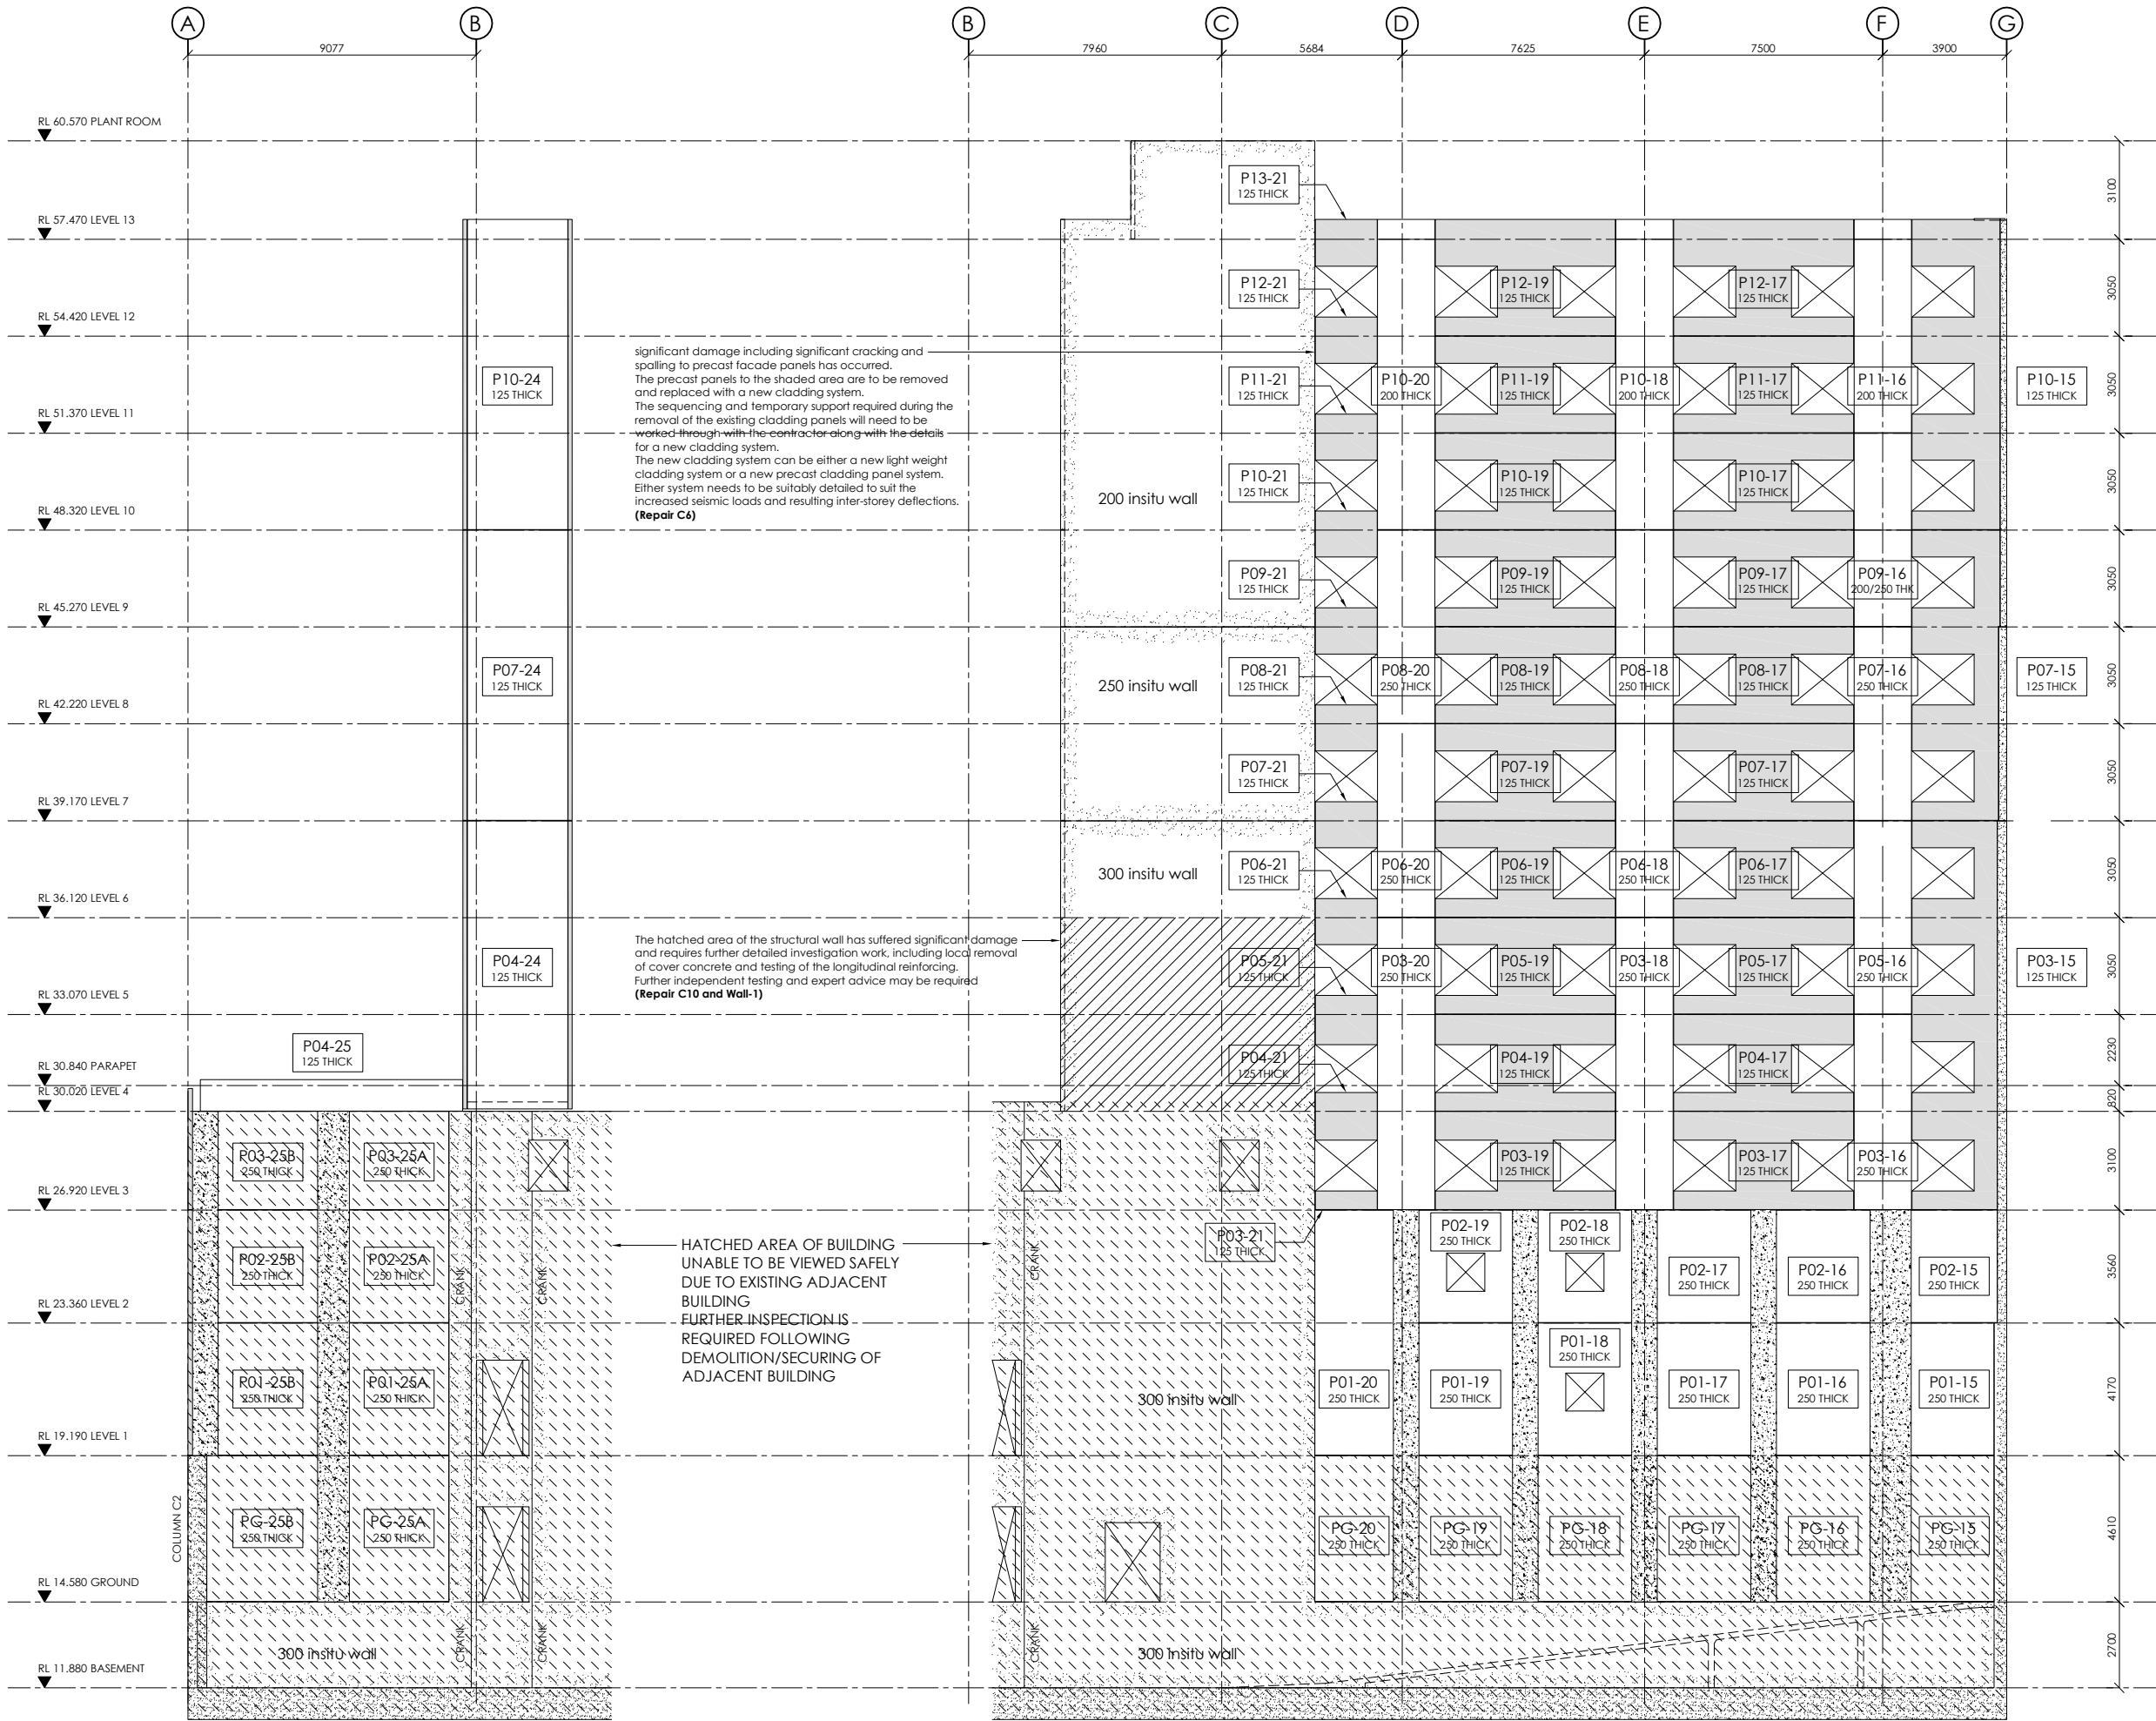 A
B
B
C
D
E
F
G
9077
7960
5684
7625
7500
3900
RL 60.570 PLANT ROOM
3100
P13-21
125 THICK
RL 57.470 LEVEL 13
P12-21
125 THICK
P12-19
125 THICK
P12-17
125 THICK
3050
RL 54.420 LEVEL 12
significant damage including significant cracking and
spalling to precast facade panels has occurred.
The precast panels to the shaded area are to be removed
and replaced with a new cladding system.
The sequencing and temporary support required during the
removal of the existing cladding panels will need to be
worked through with the contractor along with the details
for a new cladding system.
The new cladding system can be either a new light weight
cladding system or a new precast cladding panel system.
Either system needs to be suitably detailed to suit the
increased seismic loads and resulting inter-storey deflections.
(Repair C6)
P10-24
125 THICK
P11-21
125 THICK
P10-20
200 THICK
P11-19
125 THICK
P10-18
200 THICK
P11-17
125 THICK
P11-16
200 THICK
P10-15
125 THICK
3050
RL 51.370 LEVEL 11
200 insitu wall
P10-21
125 THICK
P10-19
125 THICK
P10-17
125 THICK
3050
RL 48.320 LEVEL 10
P09-21
125 THICK
P09-19
125 THICK
P09-17
125 THICK
P09-16
200/250 THK
3050
RL 45.270 LEVEL 9
P07-24
125 THICK
250 insitu wall
P08-21
125 THICK
P08-20
250 THICK
P08-19
125 THICK
P08-18
250 THICK
P08-17
125 THICK
P07-16
250 THICK
P07-15
125 THICK
3050
RL 42.220 LEVEL 8
P07-21
125 THICK
P07-19
125 THICK
P07-17
125 THICK
3050
RL 39.170 LEVEL 7
300 insitu wall
P06-21
125 THICK
P06-20
250 THICK
P06-19
125 THICK
P06-18
250 THICK
P06-17
125 THICK
3050
RL 36.120 LEVEL 6
The hatched area of the structural wall has suffered significant damage
and requires further detailed investigation work, including local removal
of cover concrete and testing of the longitudinal reinforcing.
Further independent testing and expert advice may be required
(Repair C10 and Wall-1)
P04-24
125 THICK
P05-21
125 THICK
P03-20
250 THICK
P05-19
125 THICK
P03-18
250 THICK
P05-17
125 THICK
P05-16
250 THICK
P03-15
125 THICK
3050
RL 33.070 LEVEL 5
P04-25
125 THICK
P04-21
125 THICK
P04-19
125 THICK
P04-17
125 THICK
2230
RL 30.840 PARAPET
820
RL 30.020 LEVEL 4
P03-25B
250 THICK
P03-25A
250 THICK
P03-19
125 THICK
P03-17
125 THICK
P03-16
250 THICK
3100
RL 26.920 LEVEL 3
P02-25B
250 THICK
P02-25A
250 THICK
CRANK
CRANK
HATCHED AREA OF BUILDING
UNABLE TO BE VIEWED SAFELY
DUE TO EXISTING ADJACENT
BUILDING
FURTHER INSPECTION IS
REQUIRED FOLLOWING
DEMOLITION/SECURING OF
ADJACENT BUILDING
CRANK
P03-21
125 THICK
P02-19
250 THICK
P02-18
250 THICK
P02-17
250 THICK
P02-16
250 THICK
P02-15
250 THICK
3560
RL 23.360 LEVEL 2
P01-25B
250 THICK
P01-25A
250 THICK
300 insitu wall
P01-20
250 THICK
P01-19
250 THICK
P01-18
250 THICK
P01-17
250 THICK
P01-16
250 THICK
P01-15
250 THICK
4170
RL 19.190 LEVEL 1
COLUMN C2
PG-25B
250 THICK
PG-25A
250 THICK
PG-20
250 THICK
PG-19
250 THICK
PG-18
250 THICK
PG-17
250 THICK
PG-16
250 THICK
PG-15
250 THICK
4610
RL 14.580 GROUND
300 insitu wall
CRANK
CRANK
CRANK
300 insitu wall
2700
RL 11.880 BASEMENT